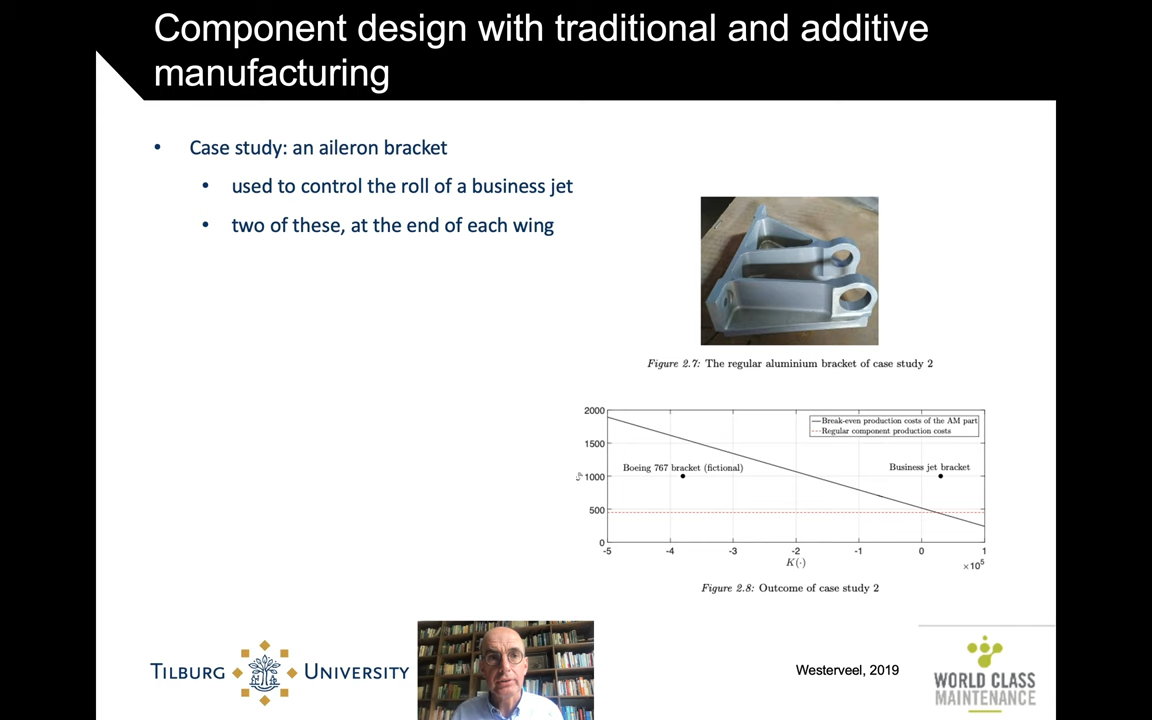 Component design with traditional and additive
manufacturing
• Case study: an aileron bracket
• used to control the roll of a business jet
• two of these, at the end of each wing
Figure 2.7: The regular aluminium bracket of case study 2
2000
1500
1000
500
0
Break-even production costs of the AM part
Regular component production costs
Boeing 767 bracket (fictional)
Business jet bracket
-5 -4 -3 -2 -1 0 1
K(·)
×10⁵
Figure 2.8: Outcome of case study 2
TILBURG UNIVERSITY
Westerveel, 2019
WORLD CLASS
MAINTENANCE